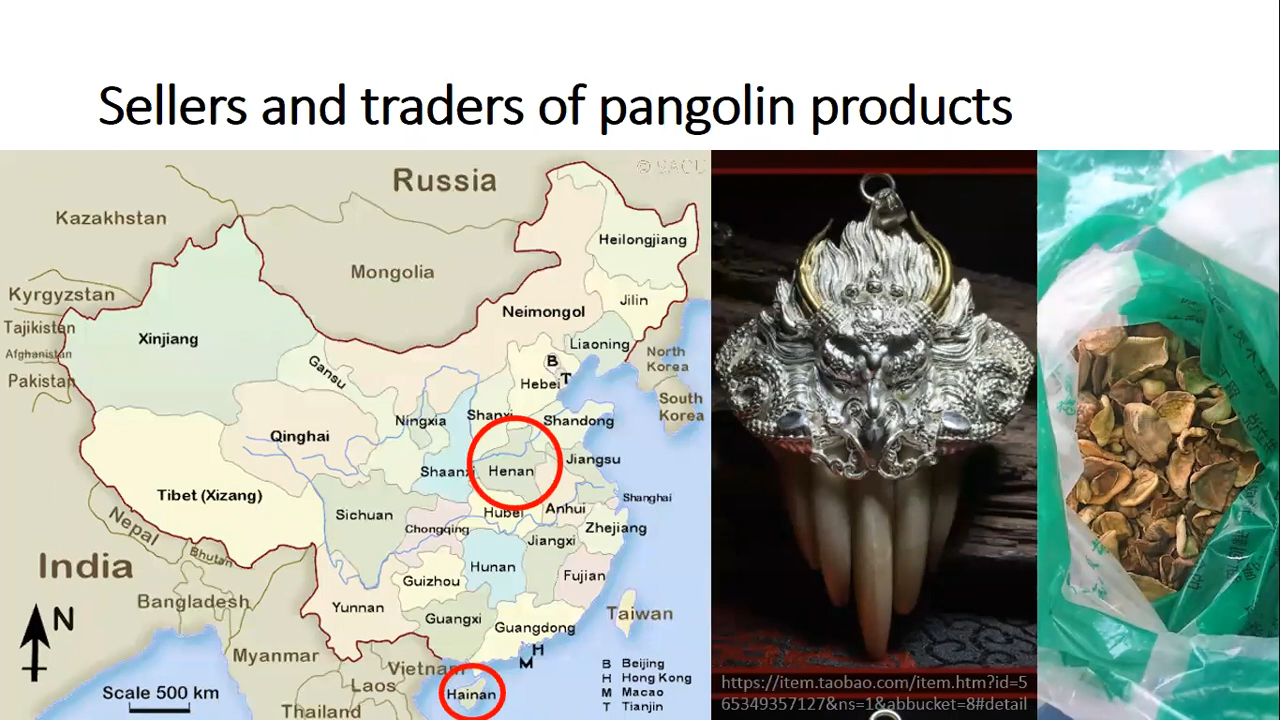 Sellers and traders of pangolin products
© SACU
Russia
Kazakhstan
Heilongjiang
Mongolia
Kyrgyzstan
Jilin
Neimongol
Tajikistan
Xinjiang
Liaoning
Afghanistan
North
Korea
B
Gansu
Pakistan
Hebei
T
South
Korea
Shanxi
Ningxia
Shandong
Qinghai
Jiangsu
Shaanxi
Henan
Tibet (Xizang)
Shanghai
Sichuan
Hubei
Anhui
Chongqing
Zhejiang
Nepal
Jiangxi
Bhutan
India
Hunan
Guizhou
Fujian
Bangladesh
Yunnan
Taiwan
N
Guangxi
Guangdong
H
Myanmar
M
Vietnam
B Beijing
H Hong Kong
M Macao
T Tianjin
Laos
Hainan
Scale 500 km
Thailand
https://item.taobao.com/item.htm?id=5
65349357127&ns=1&abbucket=8#detail